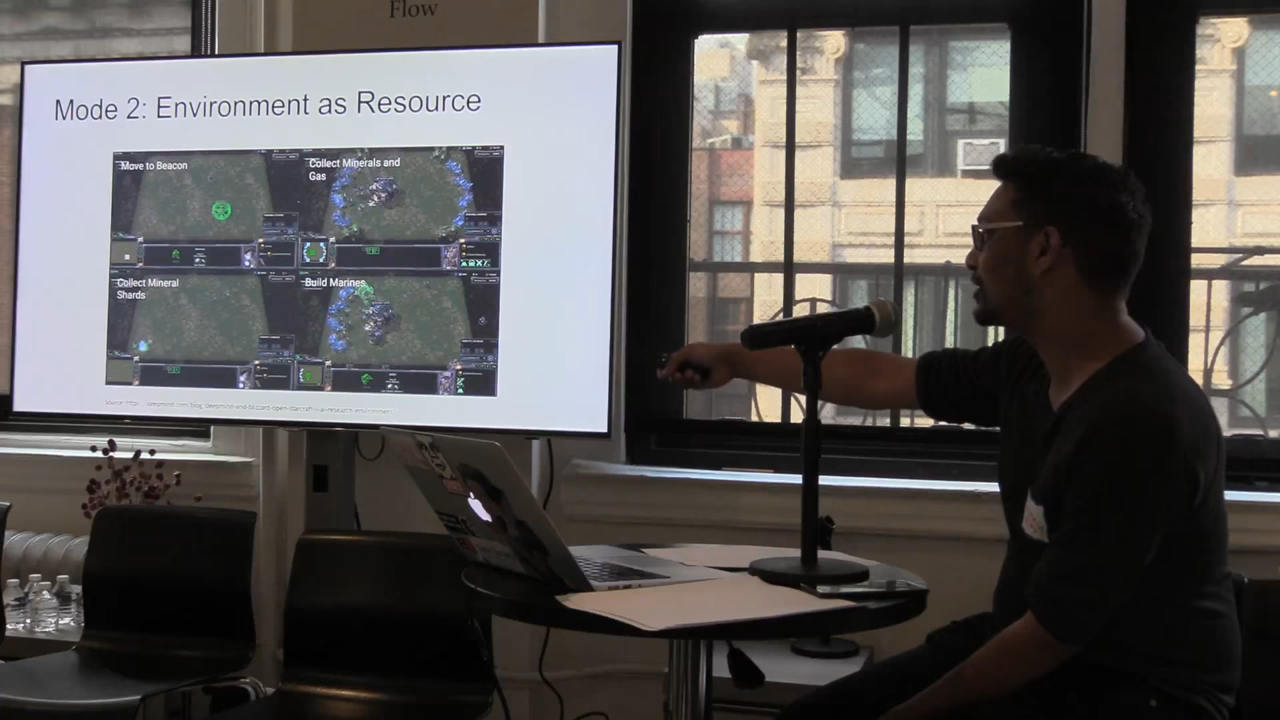 Flow
Mode 2: Environment as Resource
Move to Beacon
Collect Minerals and
Gas
Collect Mineral
Shards
Build Marines